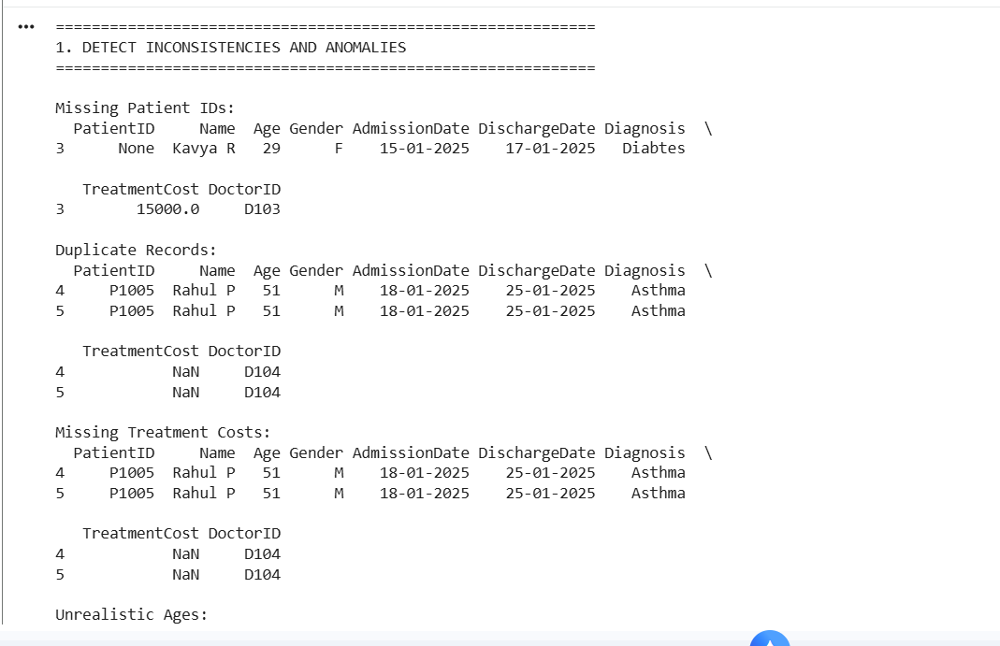 ============================================================
1. DETECT INCONSISTENCIES AND ANOMALIES
============================================================
Missing Patient IDs:
PatientID Name Age Gender AdmissionDate DischargeDate Diagnosis \
3 None Kavya R 29 F 15-01-2025 17-01-2025 Diabtes
TreatmentCost DoctorID
3 15000.0 D103
Duplicate Records:
PatientID Name Age Gender AdmissionDate DischargeDate Diagnosis \
4 P1005 Rahul P 51 M 18-01-2025 25-01-2025 Asthma
5 P1005 Rahul P 51 M 18-01-2025 25-01-2025 Asthma
TreatmentCost DoctorID
4 NaN D104
5 NaN D104
Missing Treatment Costs:
PatientID Name Age Gender AdmissionDate DischargeDate Diagnosis \
4 P1005 Rahul P 51 M 18-01-2025 25-01-2025 Asthma
5 P1005 Rahul P 51 M 18-01-2025 25-01-2025 Asthma
TreatmentCost DoctorID
4 NaN D104
5 NaN D104
Unrealistic Ages: